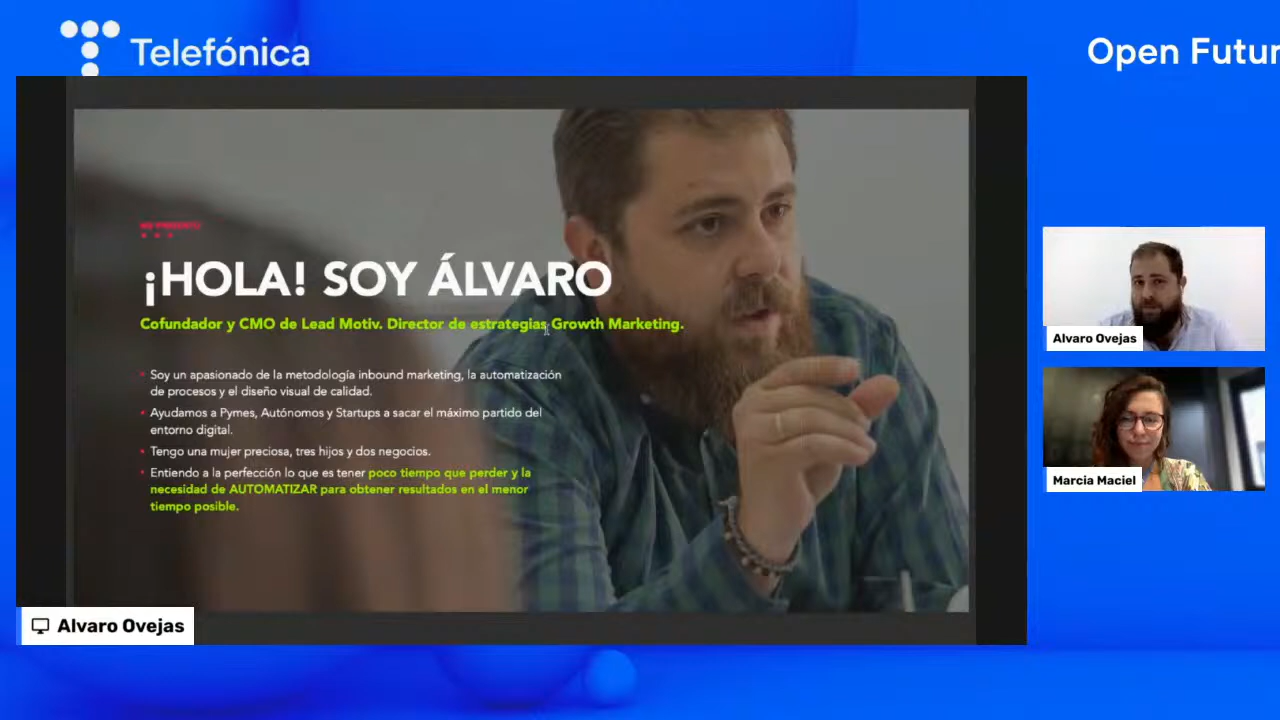 Telefónica
Open Futur
¡HOLA! SOY ÁLVARO
Cofundador y CMO de Lead Motiv. Director de estrategias Growth Marketing.
Soy un apasionado de la metodología inbound marketing, la automatización
de procesos y el diseño visual de calidad.
Ayudamos a Pymes, Autónomos y Startups a sacar el máximo partido del
entorno digital.
Tengo una mujer preciosa, tres hijos y dos negocios.
Entiendo a la perfección lo que es tener poco tiempo que perder y la
necesidad de AUTOMATIZAR para obtener resultados en el menor
tiempo posible.
Alvaro Ovejas
Alvaro Ovejas
Marcia Maciel